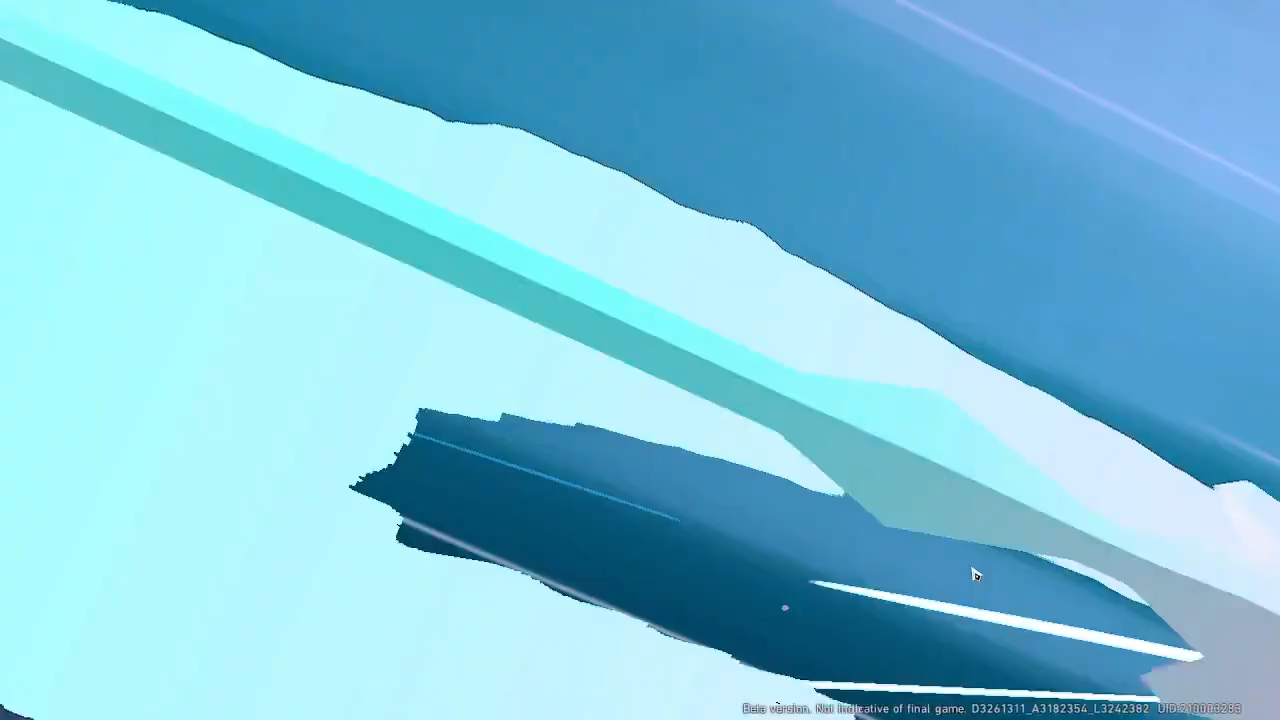 Beta version. Not indicative of final game. D3261311_A3182354_L3242382 UID:210003283